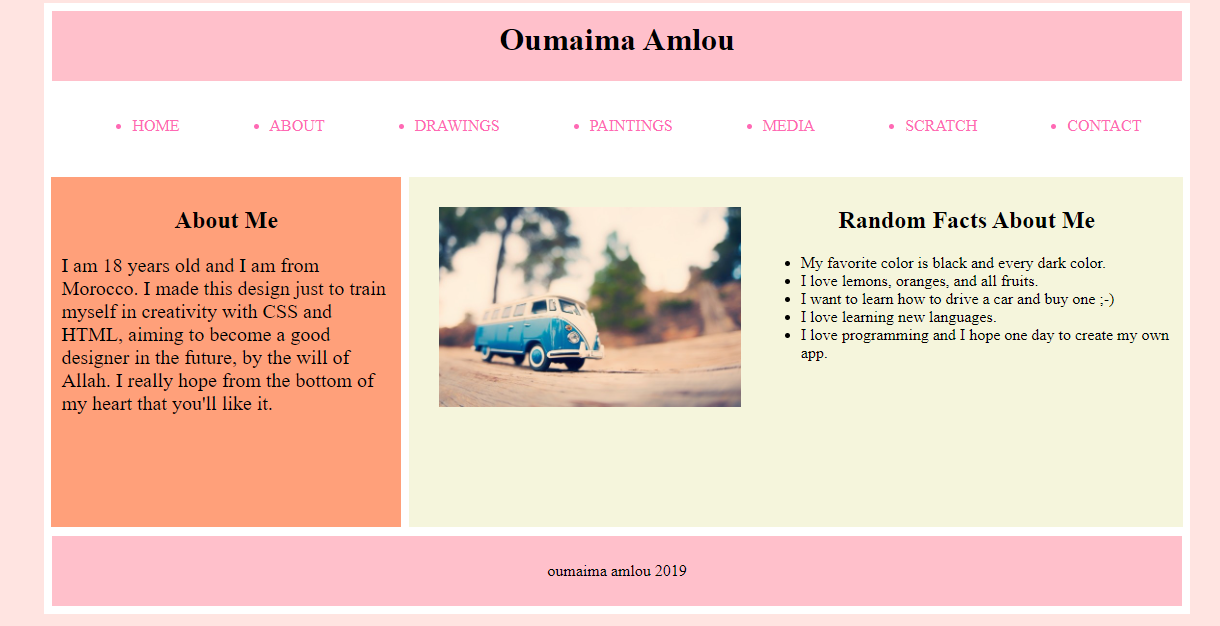 Oumaima Amlou
HOME ABOUT DRAWINGS PAINTINGS MEDIA SCRATCH CONTACT
About Me
I am 18 years old and I am from
Morocco. I made this design just to train
myself in creativity with CSS and
HTML, aiming to become a good
designer in the future, by the will of
Allah. I really hope from the bottom of
my heart that you'll like it.
Random Facts About Me
My favorite color is black and every dark color.
I love lemons, oranges, and all fruits.
I want to learn how to drive a car and buy one ;-)
I love learning new languages.
I love programming and I hope one day to create my own
app.
oumaima amlou 2019